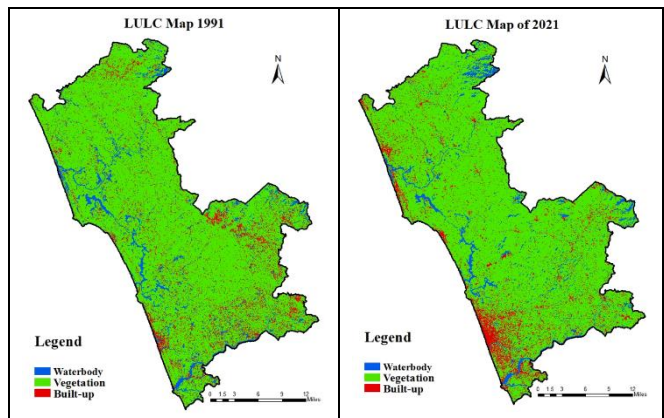 LULC Map 1991
N
Legend
Waterbody
Vegetation
Built-up
0 1.5 3 6 9 12
Miles
LULC Map of 2021
N
Legend
Waterbody
Vegetation
Built-up
0 1.5 3 6 9 12
Miles